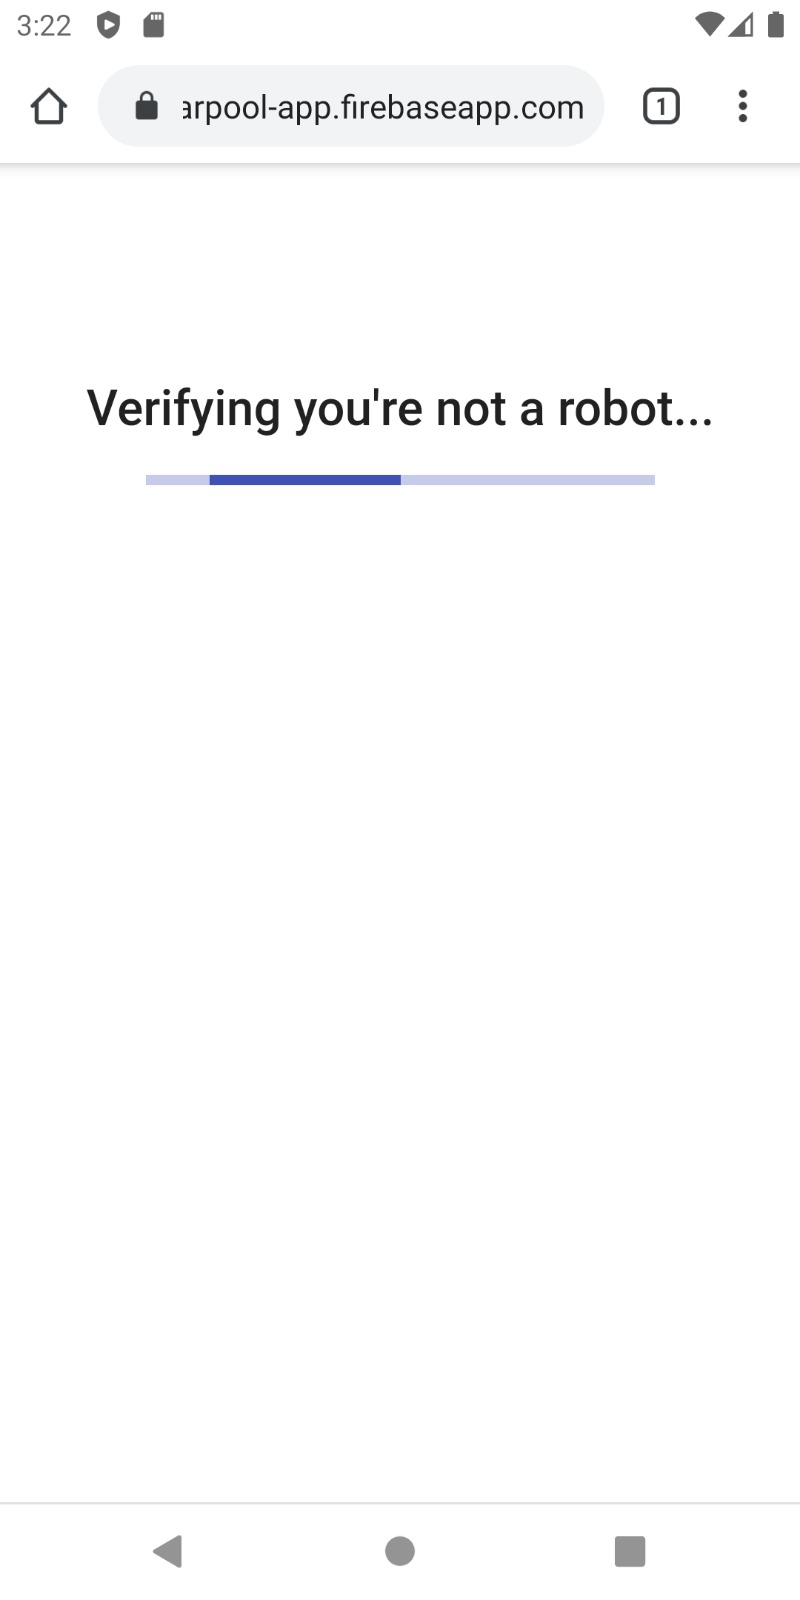 3:22
arpool-app.firebaseapp.com
1
Verifying you're not a robot...